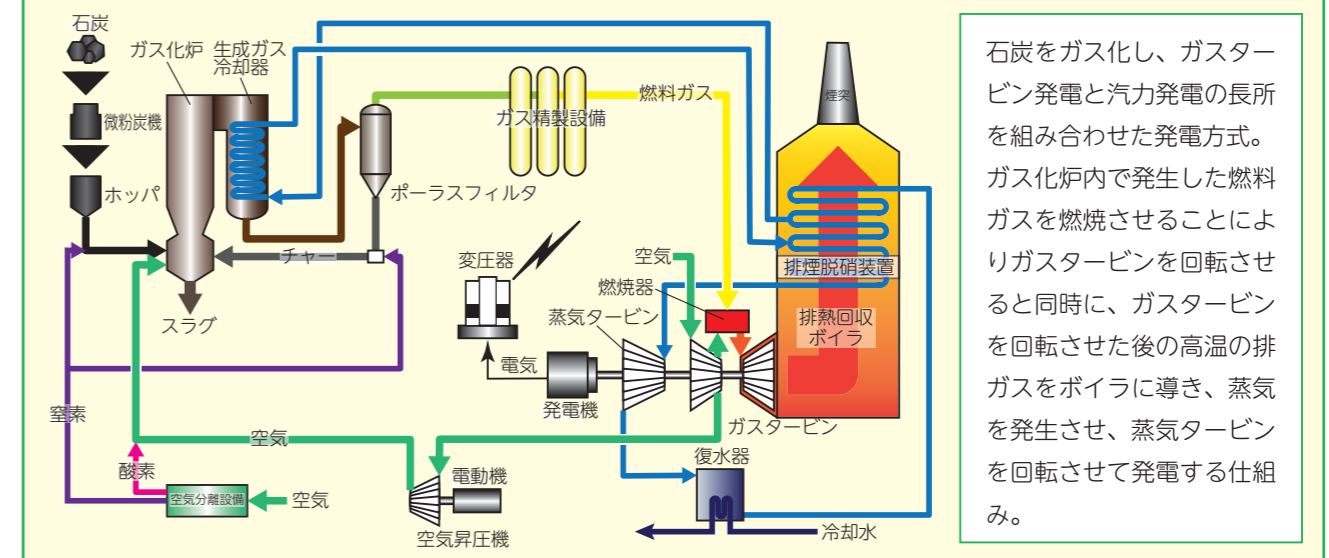 石炭
ガス化炉
生成ガス
冷却器
微粉炭機
ホッパ
ガス精製設備
燃料ガス
煙突
ポーラスフィルタ
チャー
スラグ
変圧器
空気
燃焼器
蒸気タービン
排煙脱硝装置
排熱回収
ボイラ
電気
発電機
ガスタービン
窒素
空気
酸素
空気分離設備
空気
電動機
空気昇圧機
復水器
冷却水
石炭をガス化し、ガスター
ビン発電と汽力発電の長所
を組み合わせた発電方式。
ガス化炉内で発生した燃料
ガスを燃焼させることによ
りガスタービンを回転させ
ると同時に、ガスタービン
を回転させた後の高温の排
ガスをボイラに導き、蒸気
を発生させ、蒸気タービン
を回転させて発電する仕組
み。